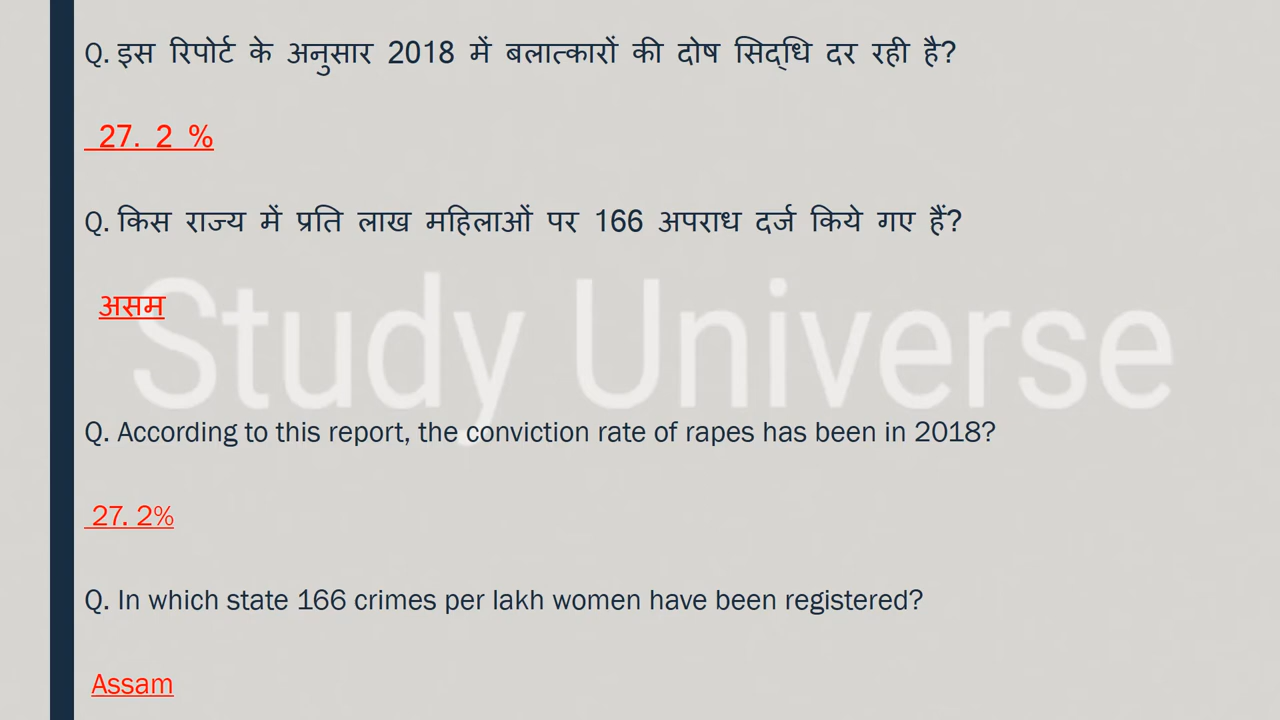 Q. इस रिपोर्ट के अनुसार 2018 में बलात्कारों की दोष सिद्धि दर रही है?
27. 2 %
Q. किस राज्य में प्रति लाख महिलाओं पर 166 अपराध दर्ज किये गए हैं?
असम
Study Universe
Q. According to this report, the conviction rate of rapes has been in 2018?
27. 2%
Q. In which state 166 crimes per lakh women have been registered?
Assam